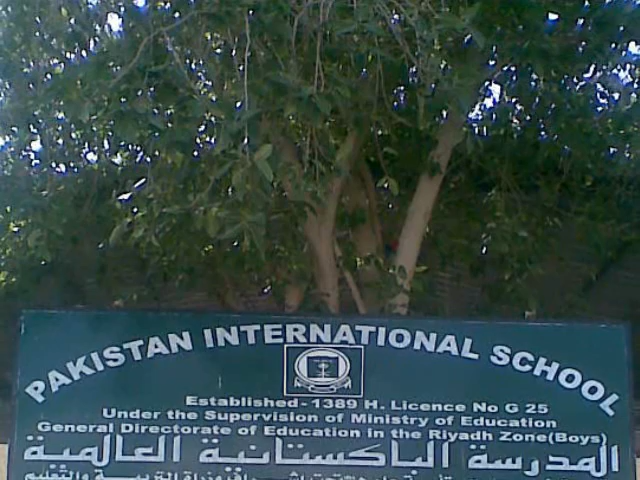 PAKISTAN INTERNATIONAL SCHOOL
Established - 1389 H. Licence No G 25
Under the Supervision of Ministry of Education
General Directorate of Education in the Riyadh Zone(Boys)
المدرسة الباكستانية العالمية